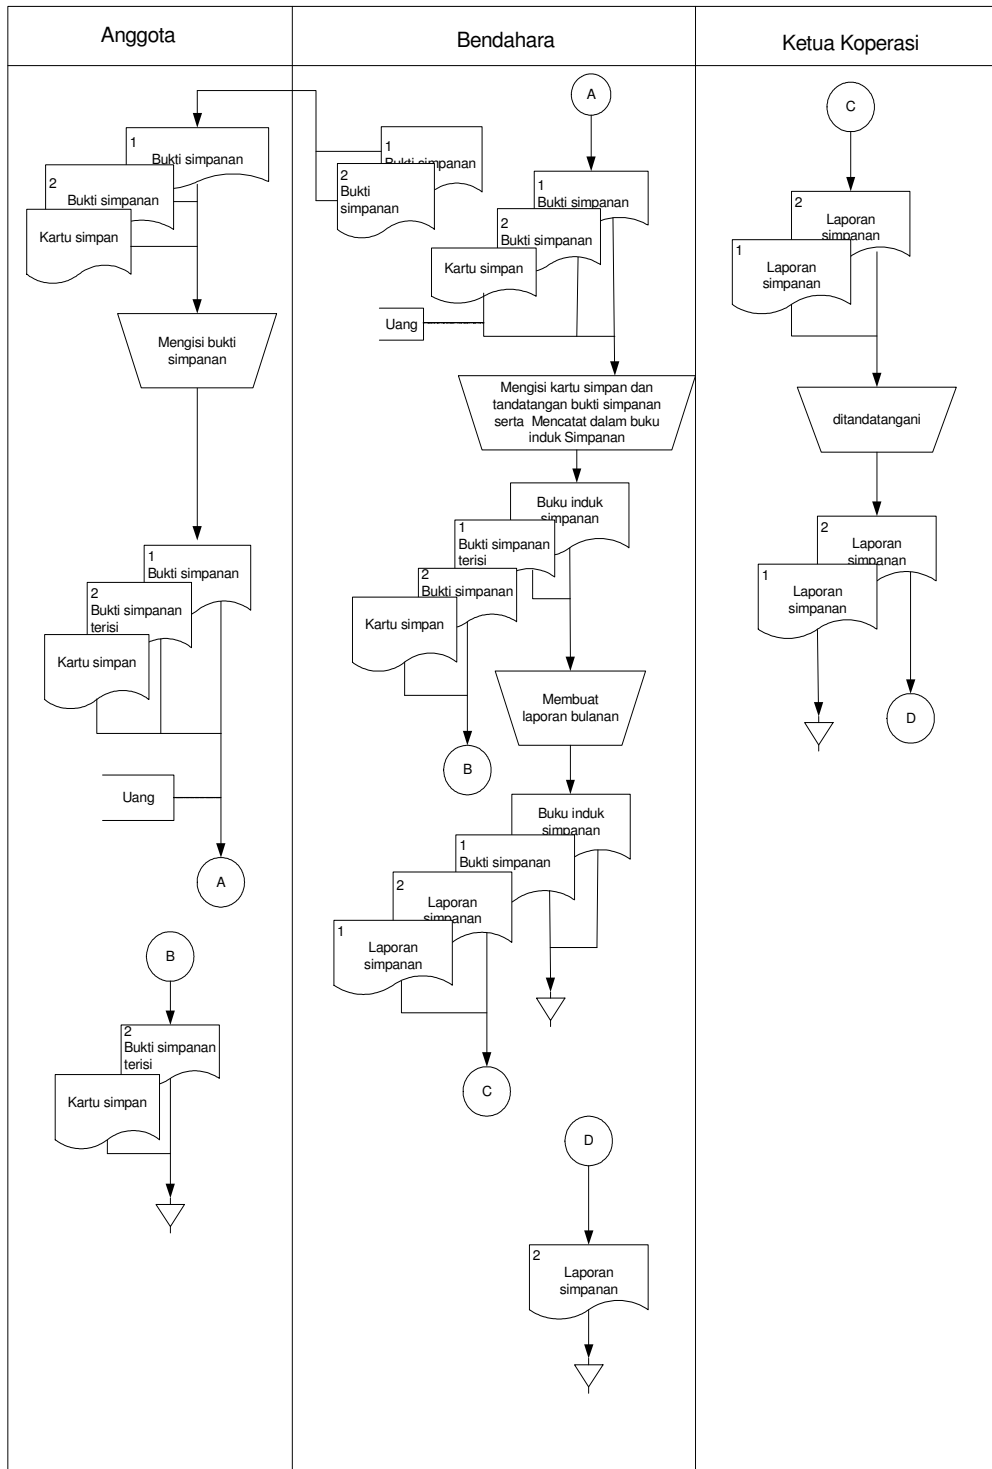 Anggota
Bendahara
Ketua Koperasi
1
Bukti simpanan
2
Bukti simpanan
Kartu simpan
Mengisi bukti
simpanan
1
Bukti simpanan
2
Bukti simpanan
terisi
Kartu simpan
Uang
A
B
2
Bukti simpanan
terisi
Kartu simpan
1
Bukti simpanan
2
Bukti
simpanan
A
1
Bukti simpanan
2
Bukti simpanan
Kartu simpan
Uang
Mengisi kartu simpan dan
tandatangan bukti simpanan
serta Mencatat dalam buku
induk Simpanan
Buku induk
simpanan
1
Bukti simpanan
terisi
2
Bukti simpanan
Kartu simpan
B
Membuat
laporan bulanan
Buku induk
simpanan
1
Bukti simpanan
2
Laporan
simpanan
1
Laporan
simpanan
C
D
2
Laporan
simpanan
C
2
Laporan
simpanan
1
Laporan
simpanan
ditandatangani
2
Laporan
simpanan
1
Laporan
simpanan
D